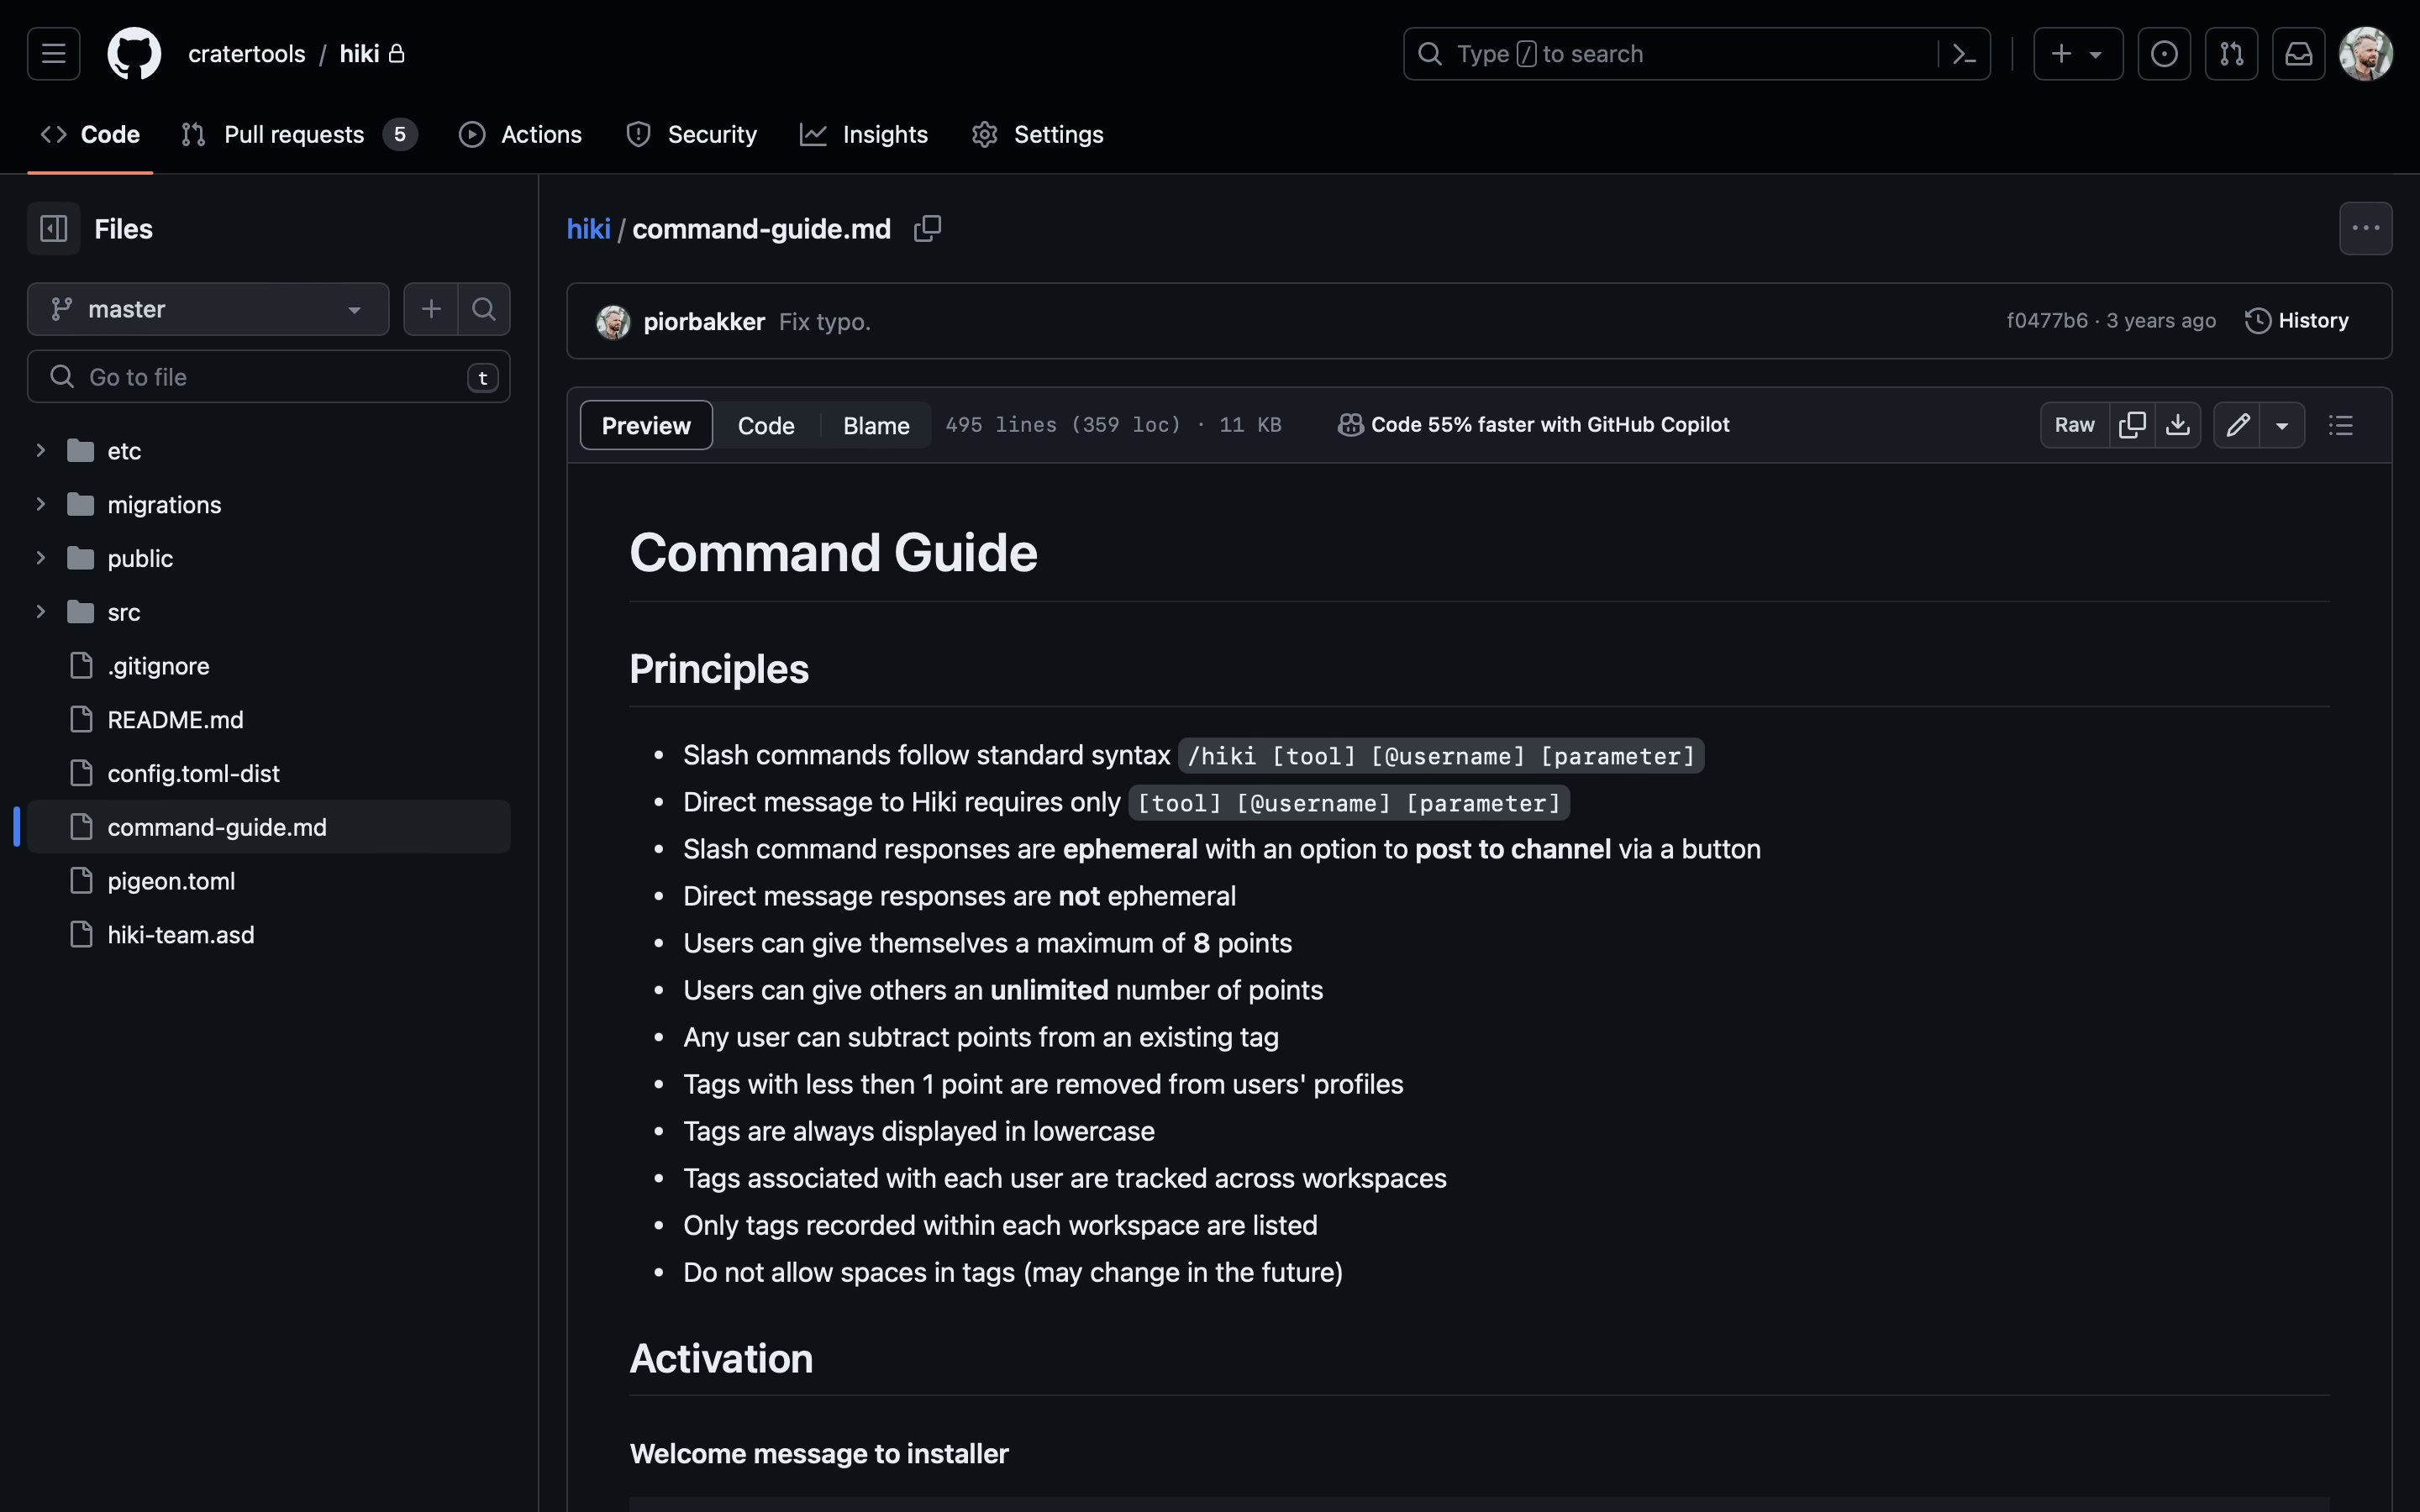 cratertools / hiki
Type / to search
Code
Pull requests 5
Actions
Security
Insights
Settings
Files
master
Go to file
t
etc
migrations
public
src
.gitignore
README.md
config.toml-dist
command-guide.md
pigeon.toml
hiki-team.asd
hiki / command-guide.md
piorbakker Fix typo.
f0477b6 · 3 years ago
History
Preview
Code
Blame
495 lines (359 loc) · 11 KB
Code 55% faster with GitHub Copilot
Raw
Command Guide
Principles
• Slash commands follow standard syntax /hiki [tool] [@username] [parameter]
• Direct message to Hiki requires only [tool] [@username] [parameter]
• Slash command responses are ephemeral with an option to post to channel via a button
• Direct message responses are not ephemeral
• Users can give themselves a maximum of 8 points
• Users can give others an unlimited number of points
• Any user can subtract points from an existing tag
• Tags with less then 1 point are removed from users' profiles
• Tags are always displayed in lowercase
• Tags associated with each user are tracked across workspaces
• Only tags recorded within each workspace are listed
• Do not allow spaces in tags (may change in the future)
Activation
Welcome message to installer